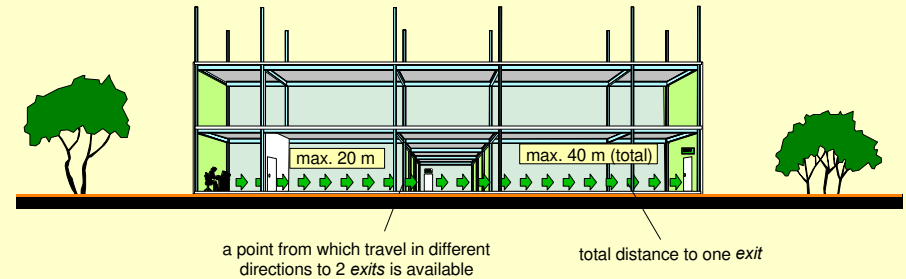 max. 20 m
max. 40 m (total)
a point from which travel in different
directions to 2 exits is available
total distance to one exit